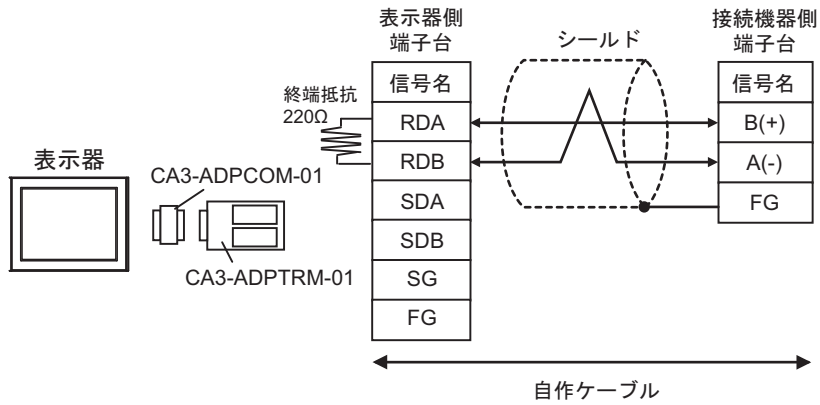 表示器
CA3-ADPCOM-01
CA3-ADPTRM-01
終端抵抗
220Ω
表示器側
端子台
信号名
RDA
RDB
SDA
SDB
SG
FG
シールド
接続機器側
端子台
信号名
B(+)
A(-)
FG
自作ケーブル